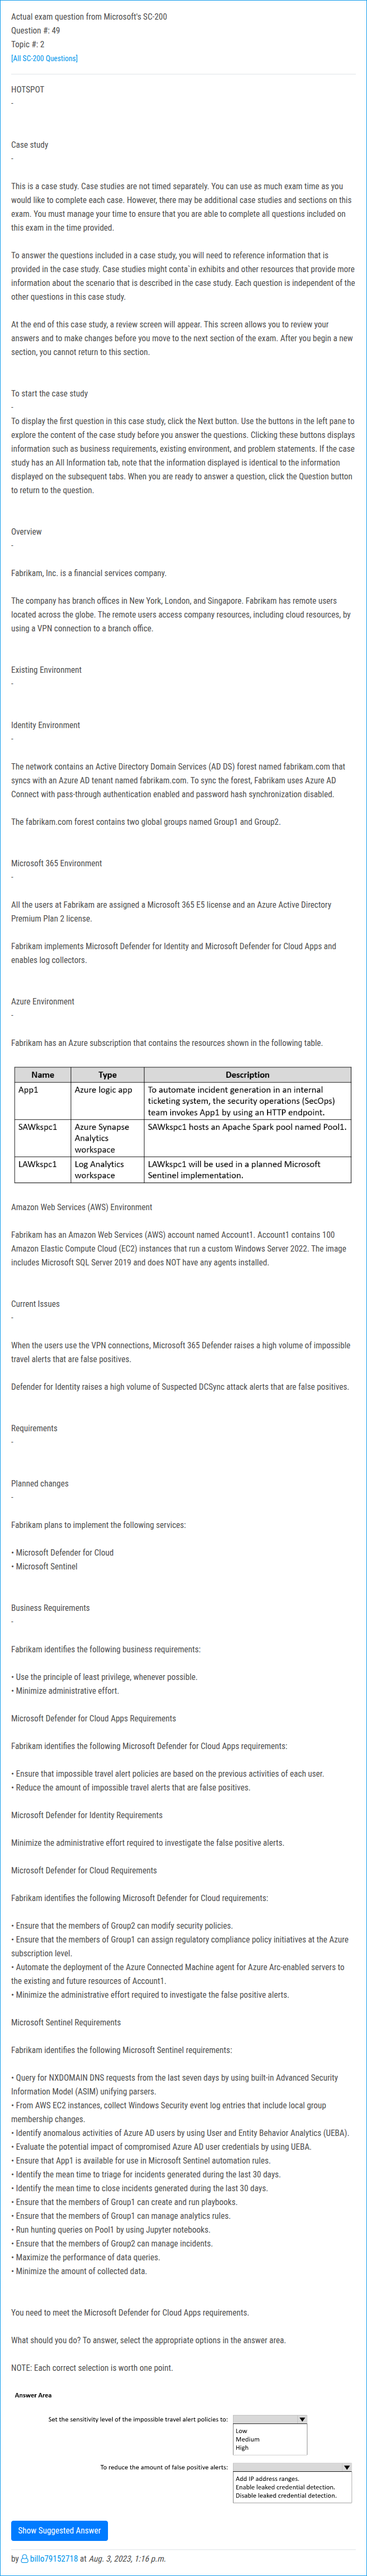 Actual exam question from Microsoft's SC-200
Question #: 49
Topic #: 2
[All SC-200 Questions]
HOTSPOT
-
Case study
-
This is a case study. Case studies are not timed separately. You can use as much exam time as you
would like to complete each case. However, there may be additional case studies and sections on this
exam. You must manage your time to ensure that you are able to complete all questions included on
this exam in the time provided.
To answer the questions included in a case study, you will need to reference information that is
provided in the case study. Case studies might conta`in exhibits and other resources that provide more
information about the scenario that is described in the case study. Each question is independent of the
other questions in this case study.
At the end of this case study, a review screen will appear. This screen allows you to review your
answers and to make changes before you move to the next section of the exam. After you begin a new
section, you cannot return to this section.
To start the case study
-
To display the first question in this case study, click the Next button. Use the buttons in the left pane to
explore the content of the case study before you answer the questions. Clicking these buttons displays
information such as business requirements, existing environment, and problem statements. If the case
study has an All Information tab, note that the information displayed is identical to the information
displayed on the subsequent tabs. When you are ready to answer a question, click the Question button
to return to the question.
Overview
-
Fabrikam, Inc. is a financial services company.
The company has branch offices in New York, London, and Singapore. Fabrikam has remote users
located across the globe. The remote users access company resources, including cloud resources, by
using a VPN connection to a branch office.
Existing Environment
-
Identity Environment
-
The network contains an Active Directory Domain Services (AD DS) forest named fabrikam.com that
syncs with an Azure AD tenant named fabrikam.com. To sync the forest, Fabrikam uses Azure AD
Connect with pass-through authentication enabled and password hash synchronization disabled.
The fabrikam.com forest contains two global groups named Group1 and Group2.
Microsoft 365 Environment
-
All the users at Fabrikam are assigned a Microsoft 365 E5 license and an Azure Active Directory
Premium Plan 2 license.
Fabrikam implements Microsoft Defender for Identity and Microsoft Defender for Cloud Apps and
enables log collectors.
Azure Environment
-
Fabrikam has an Azure subscription that contains the resources shown in the following table.
Name Type Description
App1 Azure logic app To automate incident generation in an internal
ticketing system, the security operations (SecOps)
team invokes App1 by using an HTTP endpoint.
SAWkspc1 Azure Synapse SAWkspc1 hosts an Apache Spark pool named Pool1.
Analytics
workspace
LAWkspc1 Log Analytics LAWkspc1 will be used in a planned Microsoft
workspace Sentinel implementation.
Amazon Web Services (AWS) Environment
Fabrikam has an Amazon Web Services (AWS) account named Account1. Account1 contains 100
Amazon Elastic Compute Cloud (EC2) instances that run a custom Windows Server 2022. The image
includes Microsoft SQL Server 2019 and does NOT have any agents installed.
Current Issues
-
When the users use the VPN connections, Microsoft 365 Defender raises a high volume of impossible
travel alerts that are false positives.
Defender for Identity raises a high volume of Suspected DCSync attack alerts that are false positives.
Requirements
-
Planned changes
-
Fabrikam plans to implement the following services:
• Microsoft Defender for Cloud
• Microsoft Sentinel
Business Requirements
-
Fabrikam identifies the following business requirements:
• Use the principle of least privilege, whenever possible.
• Minimize administrative effort.
Microsoft Defender for Cloud Apps Requirements
Fabrikam identifies the following Microsoft Defender for Cloud Apps requirements:
• Ensure that impossible travel alert policies are based on the previous activities of each user.
• Reduce the amount of impossible travel alerts that are false positives.
Microsoft Defender for Identity Requirements
Minimize the administrative effort required to investigate the false positive alerts.
Microsoft Defender for Cloud Requirements
Fabrikam identifies the following Microsoft Defender for Cloud requirements:
• Ensure that the members of Group2 can modify security policies.
• Ensure that the members of Group1 can assign regulatory compliance policy initiatives at the Azure
subscription level.
• Automate the deployment of the Azure Connected Machine agent for Azure Arc-enabled servers to
the existing and future resources of Account1.
• Minimize the administrative effort required to investigate the false positive alerts.
Microsoft Sentinel Requirements
Fabrikam identifies the following Microsoft Sentinel requirements:
• Query for NXDOMAIN DNS requests from the last seven days by using built-in Advanced Security
Information Model (ASIM) unifying parsers.
• From AWS EC2 instances, collect Windows Security event log entries that include local group
membership changes.
• Identify anomalous activities of Azure AD users by using User and Entity Behavior Analytics (UEBA).
• Evaluate the potential impact of compromised Azure AD user credentials by using UEBA.
• Ensure that App1 is available for use in Microsoft Sentinel automation rules.
• Identify the mean time to triage for incidents generated during the last 30 days.
• Identify the mean time to close incidents generated during the last 30 days.
• Ensure that the members of Group1 can create and run playbooks.
• Ensure that the members of Group1 can manage analytics rules.
• Run hunting queries on Pool1 by using Jupyter notebooks.
• Ensure that the members of Group2 can manage incidents.
• Maximize the performance of data queries.
• Minimize the amount of collected data.
You need to meet the Microsoft Defender for Cloud Apps requirements.
What should you do? To answer, select the appropriate options in the answer area.
NOTE: Each correct selection is worth one point.
Answer Area
Set the sensitivity level of the impossible travel alert policies to:
Low
Medium
High
To reduce the amount of false positive alerts:
Add IP address ranges.
Enable leaked credential detection.
Disable leaked credential detection.
Show Suggested Answer
by billo79152718 at Aug. 3, 2023, 1:16 p.m.